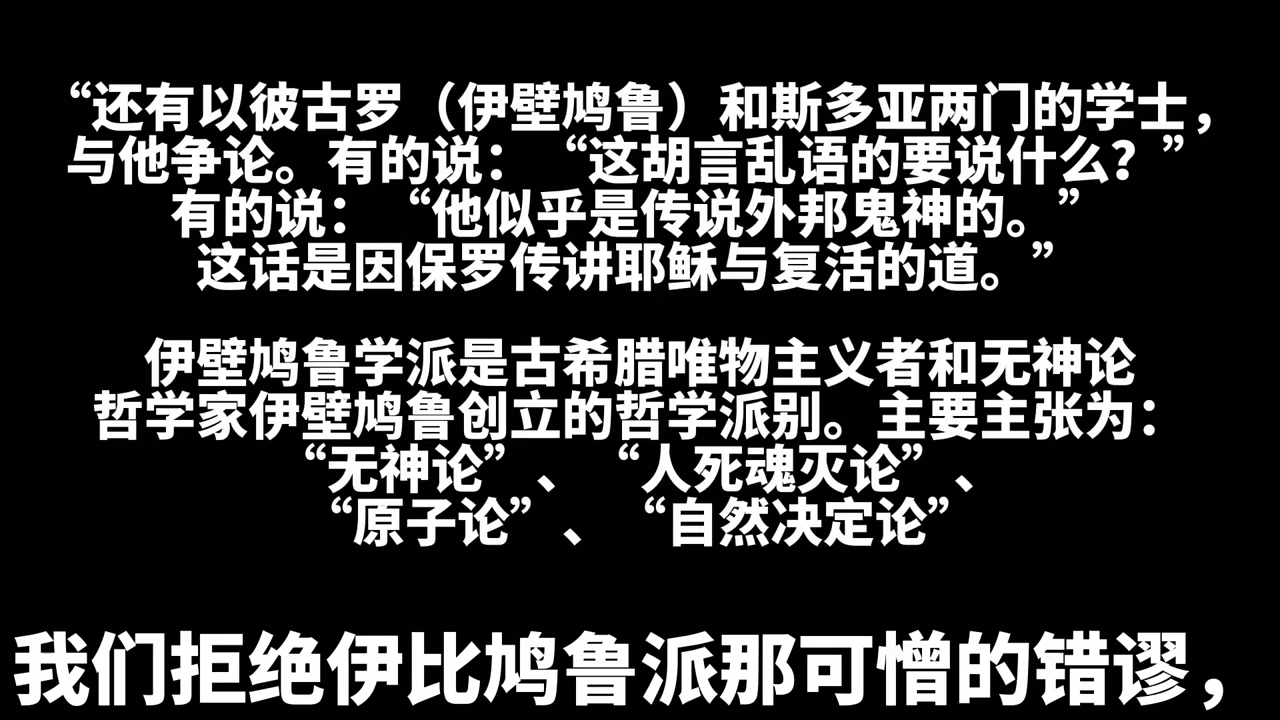 “还有以彼古罗（伊壁鸠鲁）和斯多亚两门的学士，
与他争论。有的说：“这胡言乱语的要说什么？”
有的说：“他似乎是传说外邦鬼神的。”
这话是因保罗传讲耶稣与复活的道。”
伊壁鸠鲁学派是古希腊唯物主义者和无神论
哲学家伊壁鸠鲁创立的哲学派别。主要主张为：
“无神论”、“人死魂灭论”、
“原子论”、“自然决定论”
我们拒绝伊比鸠鲁派那可憎的错谬，